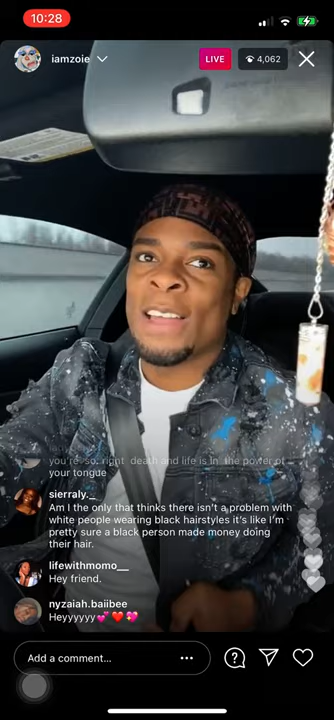 10:28
iamzoie
LIVE
4,062
you're so right death and life is in the power of
your tongue
sierraly._
Am I the only that thinks there isn't a problem with
white people wearing black hairstyles it's like I'm
pretty sure a black person made money doing
their hair.
lifewithmomo__
Hey friend.
nyzaiah.baiibee
Heyyyyyy💕❤️💖
Add a comment...